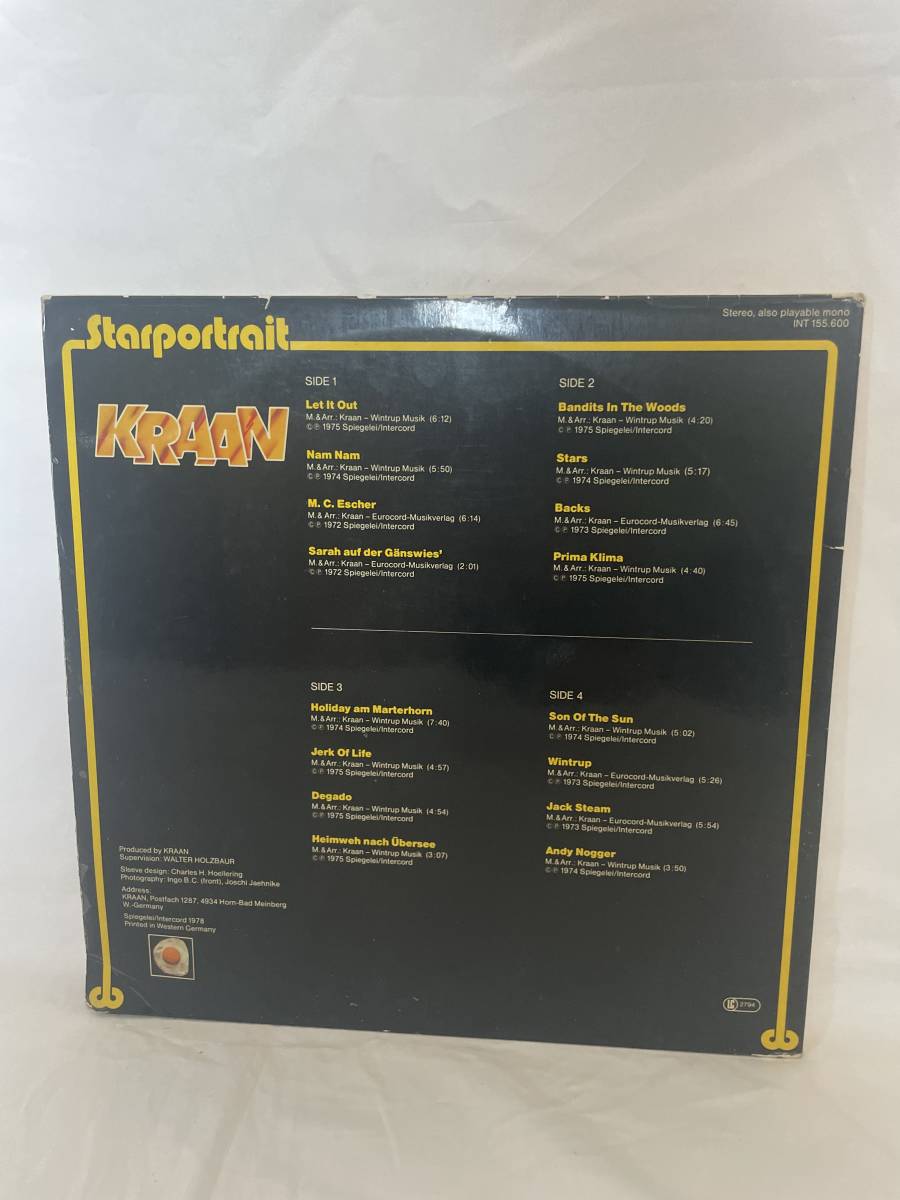 Starportrait
Stereo, also playable mono
INT 155.600
KRAAN
SIDE 1
Let It Out
M. & Arr.: Kraan – Wintrup Musik (6:12)
© ℗ 1975 Spiegelei/Intercord
Nam Nam
M. & Arr.: Kraan – Wintrup Musik (5:50)
© ℗ 1974 Spiegelei/Intercord
M. C. Escher
M. & Arr.: Kraan – Eurocord-Musikverlag (6:14)
© ℗ 1972 Spiegelei/Intercord
Sarah auf der Gänswies'
M. & Arr.: Kraan – Eurocord-Musikverlag (2:01)
© ℗ 1972 Spiegelei/Intercord
SIDE 2
Bandits In The Woods
M. & Arr.: Kraan – Wintrup Musik (4:20)
© ℗ 1975 Spiegelei/Intercord
Stars
M. & Arr.: Kraan – Wintrup Musik (5:17)
© ℗ 1974 Spiegelei/Intercord
Backs
M. & Arr.: Kraan – Eurocord-Musikverlag (6:45)
© ℗ 1973 Spiegelei/Intercord
Prima Klima
M. & Arr.: Kraan – Wintrup Musik (4:40)
© ℗ 1975 Spiegelei/Intercord
SIDE 3
Holiday am Marterhorn
M. & Arr.: Kraan – Wintrup Musik (7:40)
© ℗ 1974 Spiegelei/Intercord
Jerk Of Life
M. & Arr.: Kraan – Wintrup Musik (4:57)
© ℗ 1975 Spiegelei/Intercord
Degado
M. & Arr.: Kraan – Wintrup Musik (4:54)
© ℗ 1975 Spiegelei/Intercord
Heimweh nach Übersee
M. & Arr.: Kraan – Wintrup Musik (3:07)
© ℗ 1975 Spiegelei/Intercord
SIDE 4
Son Of The Sun
M. & Arr.: Kraan – Wintrup Musik (5:02)
© ℗ 1974 Spiegelei/Intercord
Wintrup
M. & Arr.: Kraan – Eurocord-Musikverlag (5:26)
© ℗ 1973 Spiegelei/Intercord
Jack Steam
M. & Arr.: Kraan – Eurocord-Musikverlag (5:54)
© ℗ 1973 Spiegelei/Intercord
Andy Nogger
M. & Arr.: Kraan – Wintrup Musik (3:50)
© ℗ 1974 Spiegelei/Intercord
Produced by KRAAN
Supervision: WALTER HOLZBAUR
Sleeve design: Charles H. Hoellering
Photography: Ingo B.C. (front), Joschi Jaehnike
Address:
KRAAN, Postfach 1287, 4934 Horn-Bad Meinberg
W.-Germany
Spiegelei/Intercord 1978
Printed in Western Germany
LC 2794